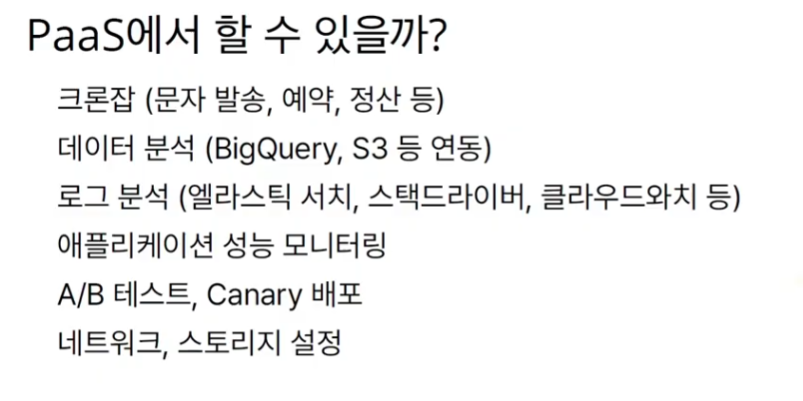 PaaS에서 할 수 있을까?
크론잡 (문자 발송, 예약, 정산 등)
데이터 분석 (BigQuery, S3 등 연동)
로그 분석 (엘라스틱 서치, 스택드라이버, 클라우드와치 등)
애플리케이션 성능 모니터링
A/B 테스트, Canary 배포
네트워크, 스토리지 설정